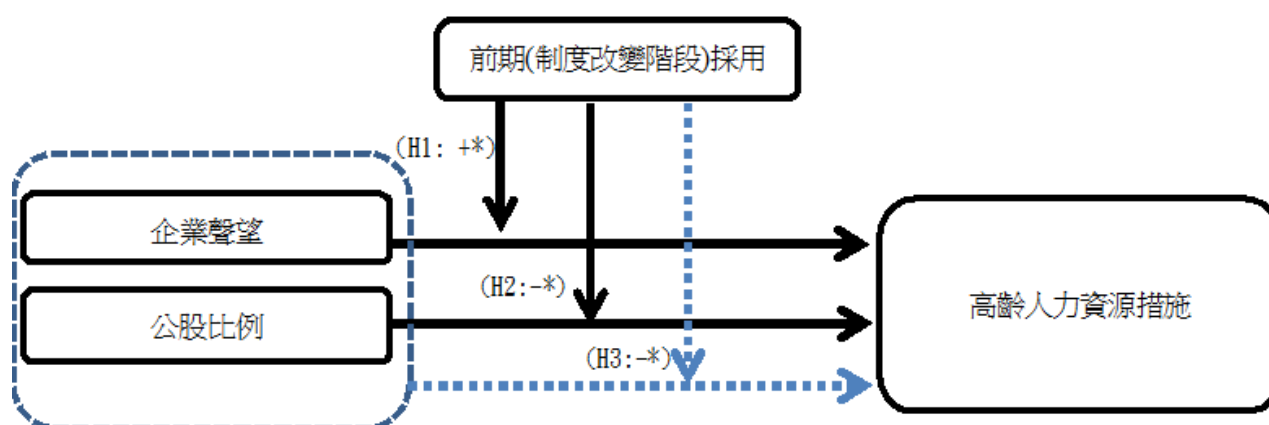 前期(制度改變階段)採用
(H1: +*)
企業聲望
(H2:-*)
公股比例
高齡人力資源措施
(H3:-*)